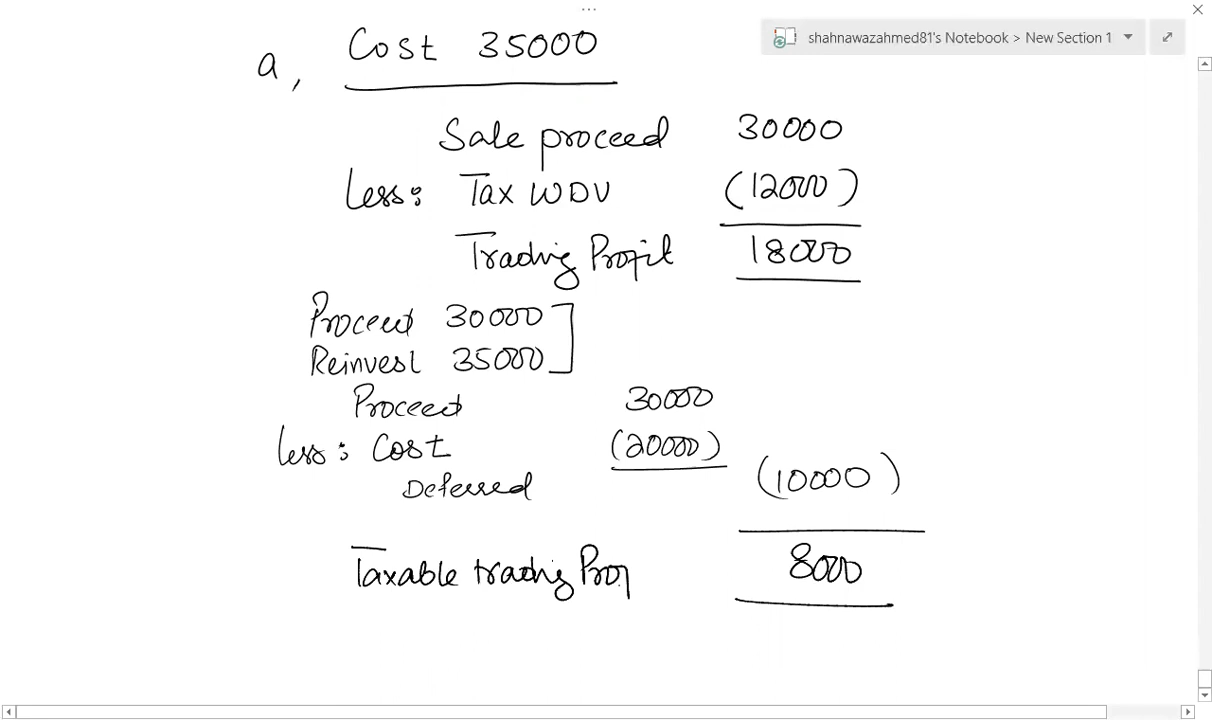 ...
shahnawazahmed81's Notebook > New Section 1
a, Cost 35000
Sale proceed 30000
less: Tax WDV (12000)
Trading Profit 18000
Proceed 30000
Reinvest 35000
Proceed 30000
less: Cost (20000)
Deferred (10000)
Taxable trading Prof 8000